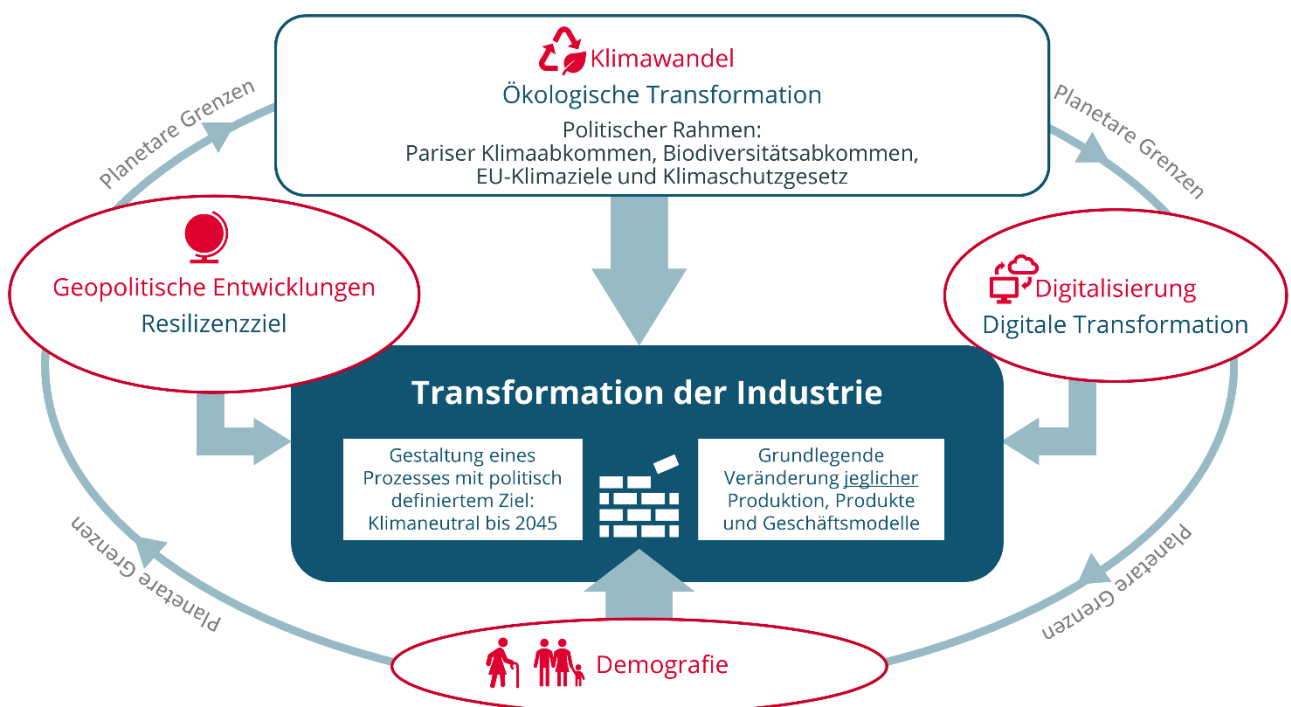 Klimawandel
Ökologische Transformation
Politischer Rahmen:
Pariser Klimaabkommen, Biodiversitätsabkommen,
EU-Klimaziele und Klimaschutzgesetz
Planetare Grenzen
Planetare Grenzen
Geopolitische Entwicklungen
Resilizenzziel
Digitalisierung
Digitale Transformation
Transformation der Industrie
Gestaltung eines
Prozesses mit politisch
definiertem Ziel:
Klimaneutral bis 2045
Grundlegende
Veränderung jeglicher
Produktion, Produkte
und Geschäftsmodelle
Planetare Grenzen
Planetare Grenzen
Demografie